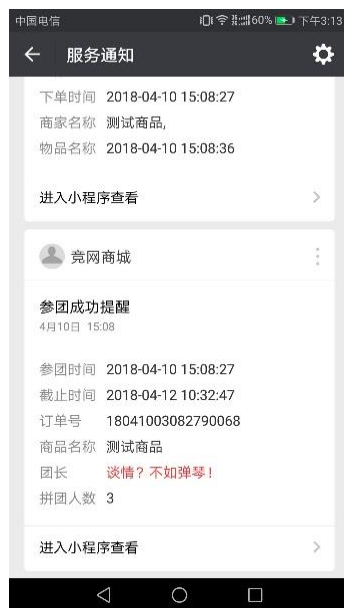 中国电信 60% 下午3:13
服务通知
下单时间 2018-04-10 15:08:27
商家名称 测试商品,
物品名称 2018-04-10 15:08:36
进入小程序查看
竞网商城
参团成功提醒
4月10日 15:08
参团时间 2018-04-10 15:08:27
截止时间 2018-04-12 10:32:47
订单号 18041003082790068
商品名称 测试商品
团长 谈情？不如弹琴！
拼团人数 3
进入小程序查看